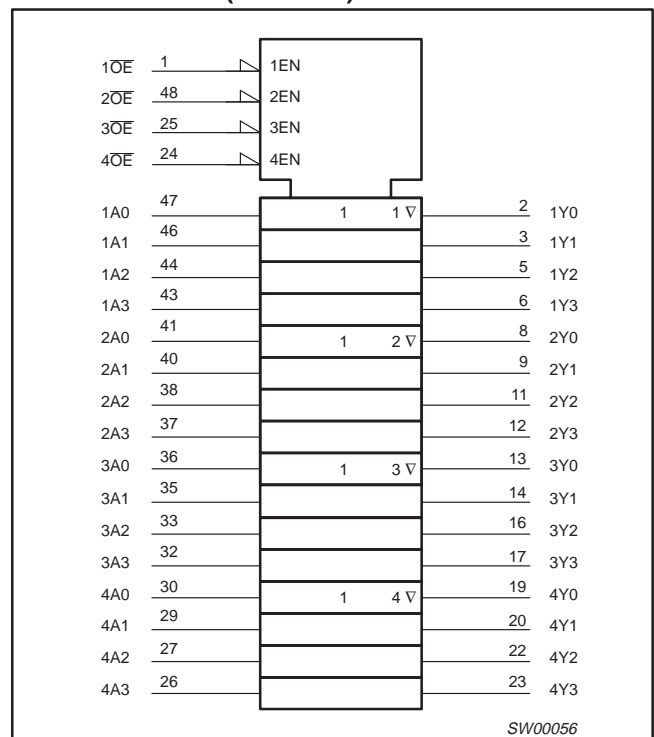 1O̅E̅ 1 1EN
2O̅E̅ 48 2EN
3O̅E̅ 25 3EN
4O̅E̅ 24 4EN
1A0 47 1 1 ∇ 2 1Y0
1A1 46 3 1Y1
1A2 44 5 1Y2
1A3 43 6 1Y3
2A0 41 1 2 ∇ 8 2Y0
2A1 40 9 2Y1
2A2 38 11 2Y2
2A3 37 12 2Y3
3A0 36 1 3 ∇ 13 3Y0
3A1 35 14 3Y1
3A2 33 16 3Y2
3A3 32 17 3Y3
4A0 30 1 4 ∇ 19 4Y0
4A1 29 20 4Y1
4A2 27 22 4Y2
4A3 26 23 4Y3
SW00056